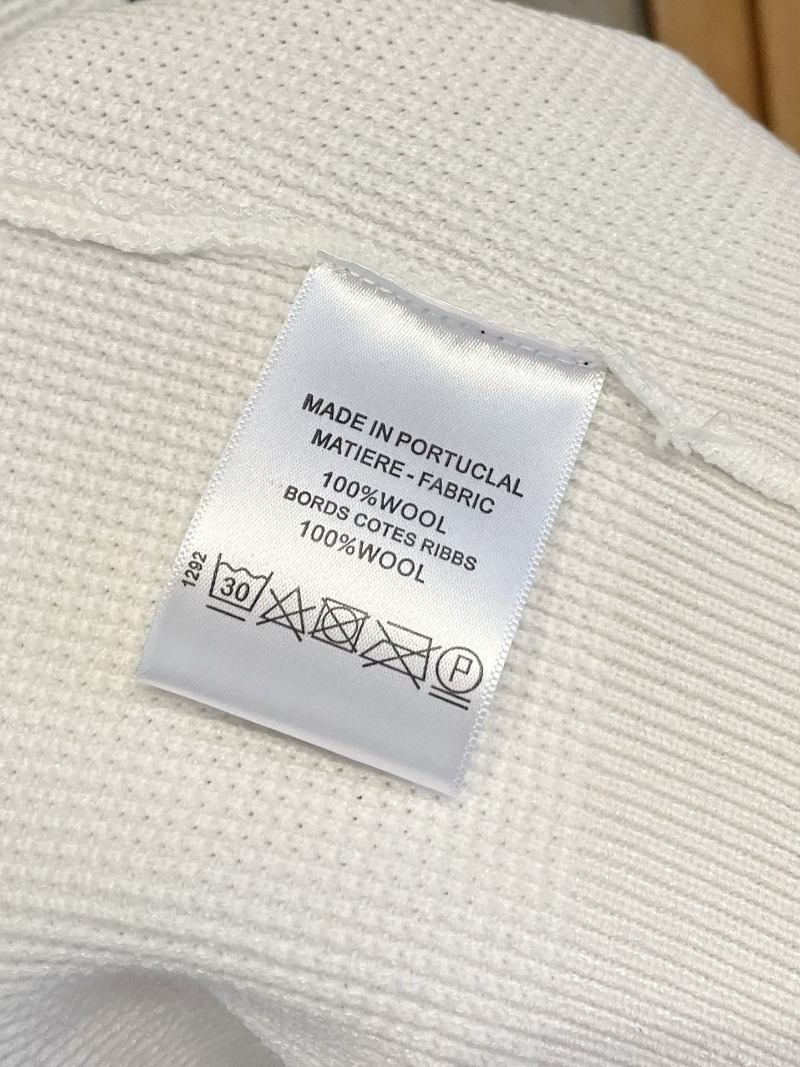 MADE IN PORTUCLAL
MATIERE - FABRIC
100%WOOL
BORDS COTES RIBBS
100%WOOL
1292
30
P